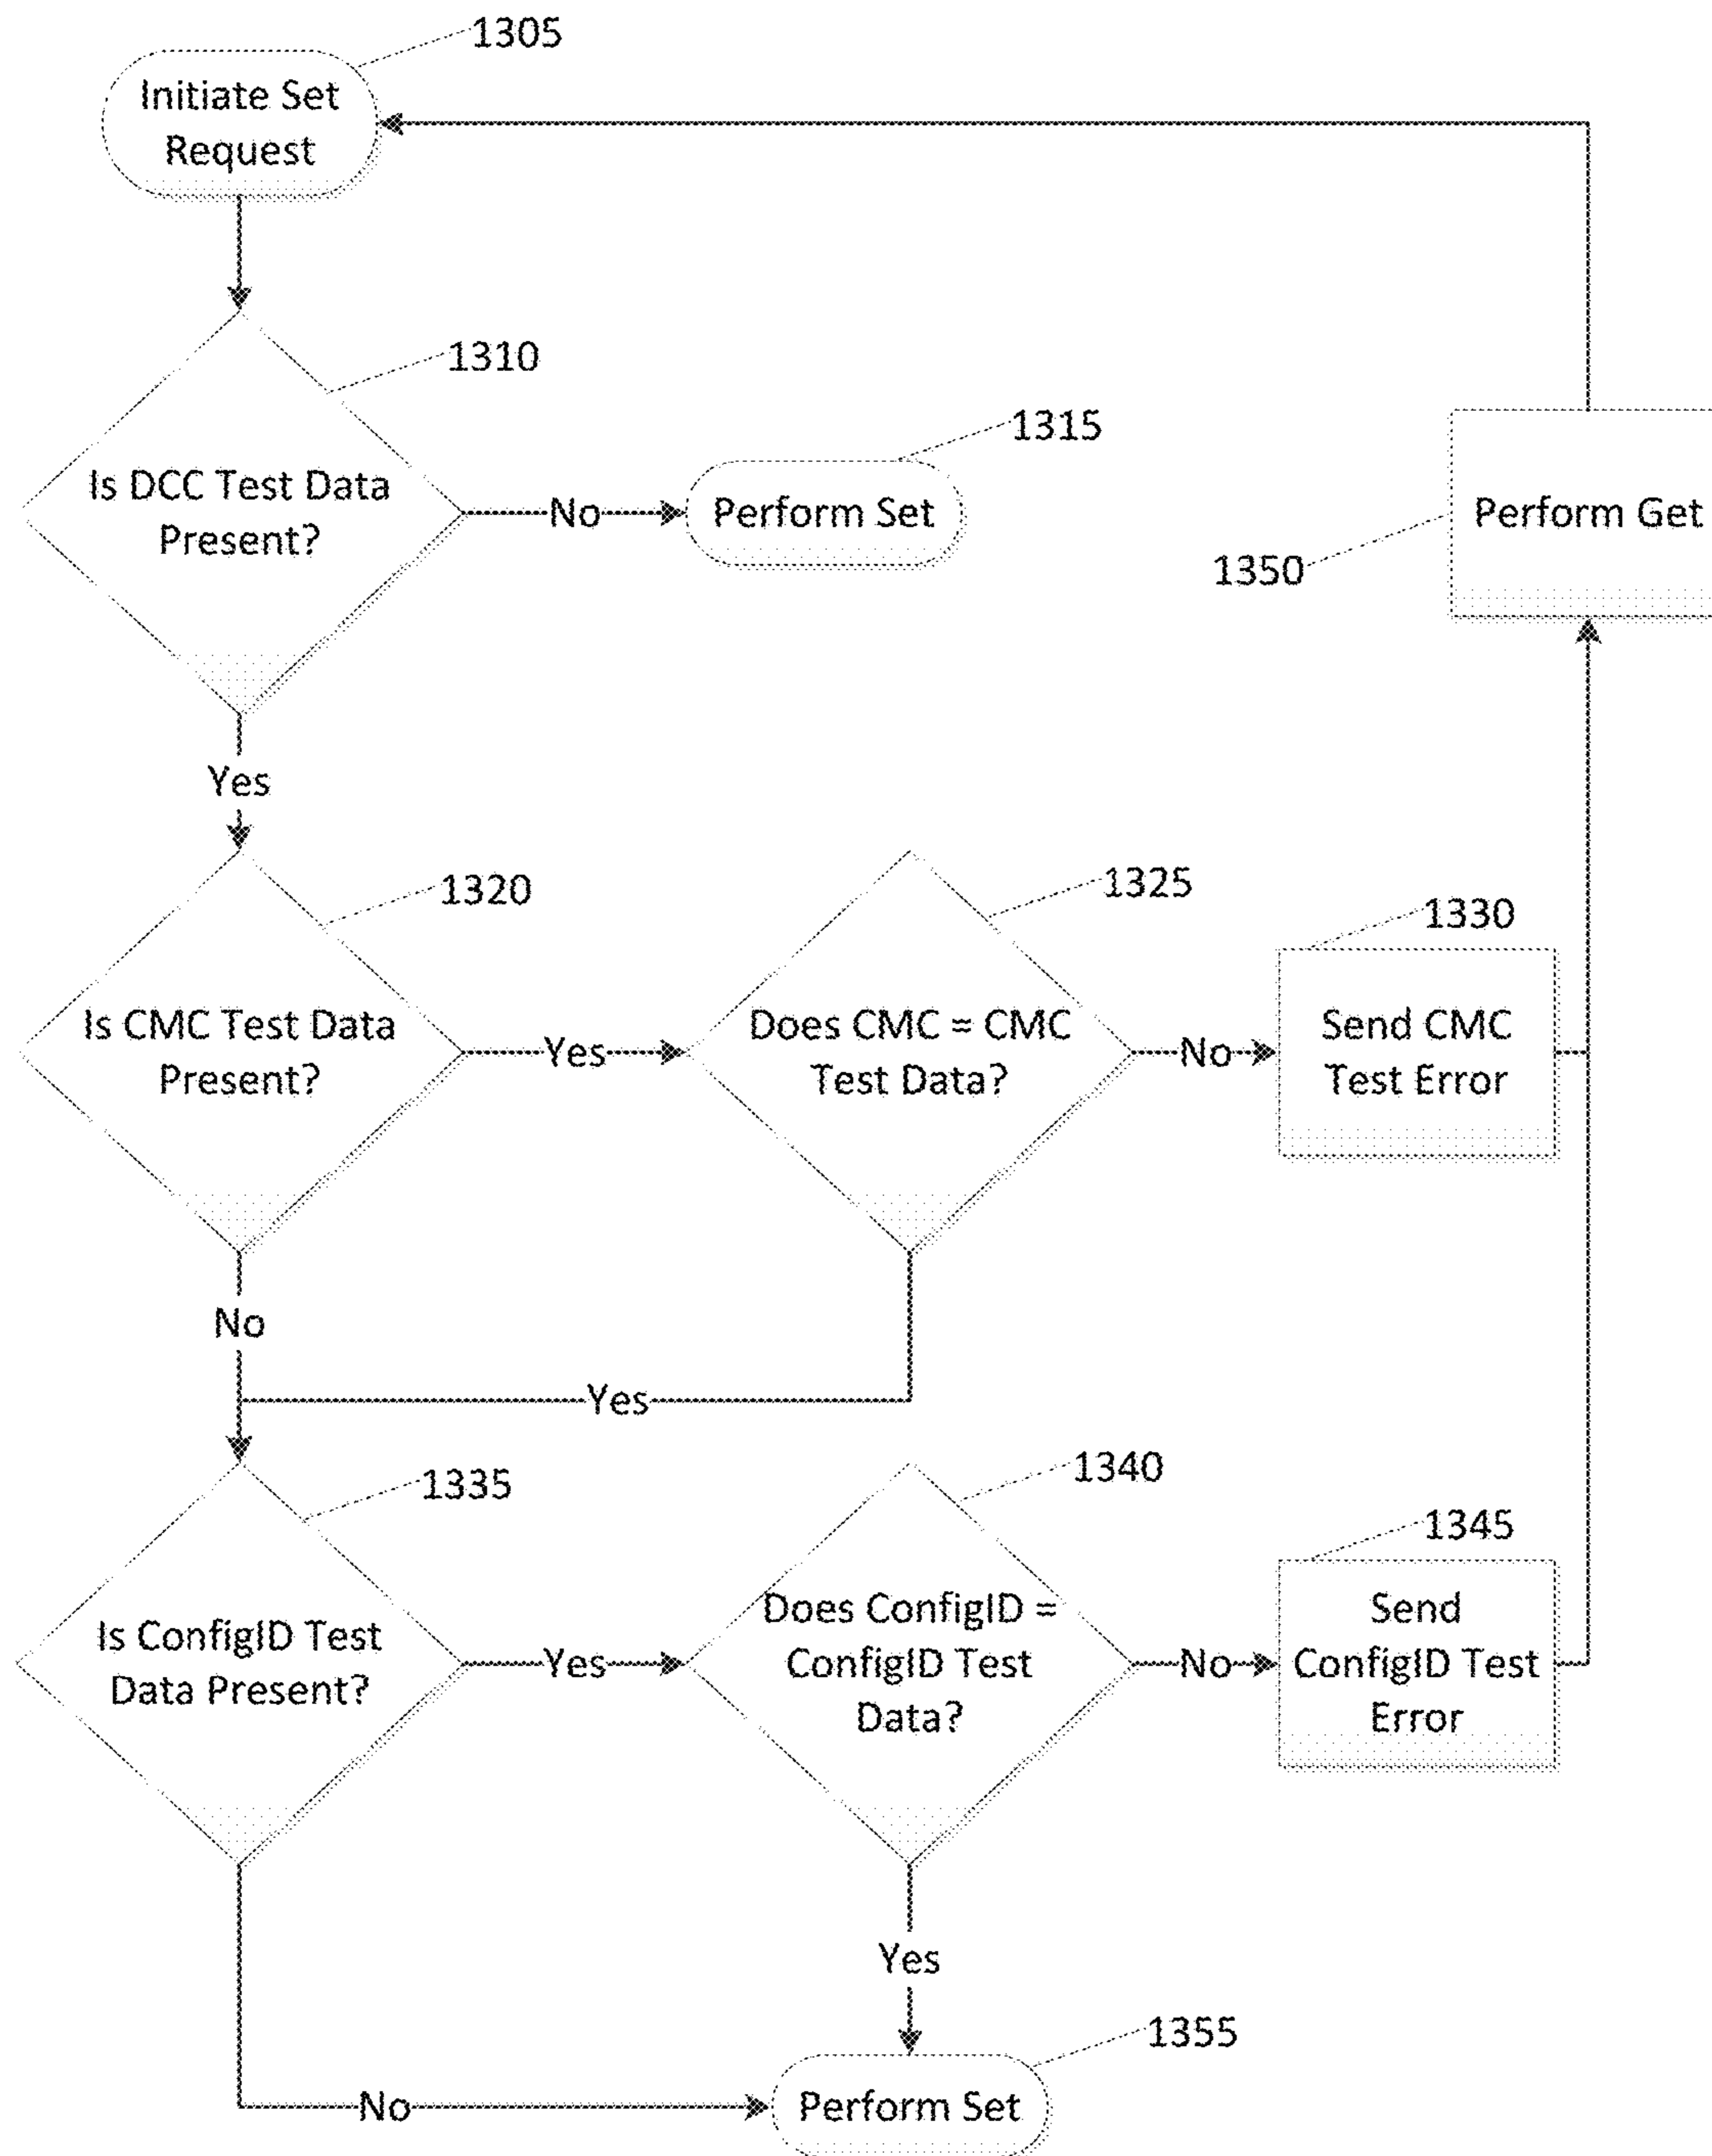 1305
Initiate Set
Request
1310
Is DCC Test Data
Present?
No
1315
Perform Set
1350
Perform Get
Yes
1320
Is CMC Test Data
Present?
Yes
1325
Does CMC = CMC
Test Data?
No
1330
Send CMC
Test Error
No
Yes
1335
Is ConfigID Test
Data Present?
Yes
1340
Does ConfigID =
ConfigID Test
Data?
No
1345
Send
ConfigID Test
Error
Yes
1355
No
Perform Set